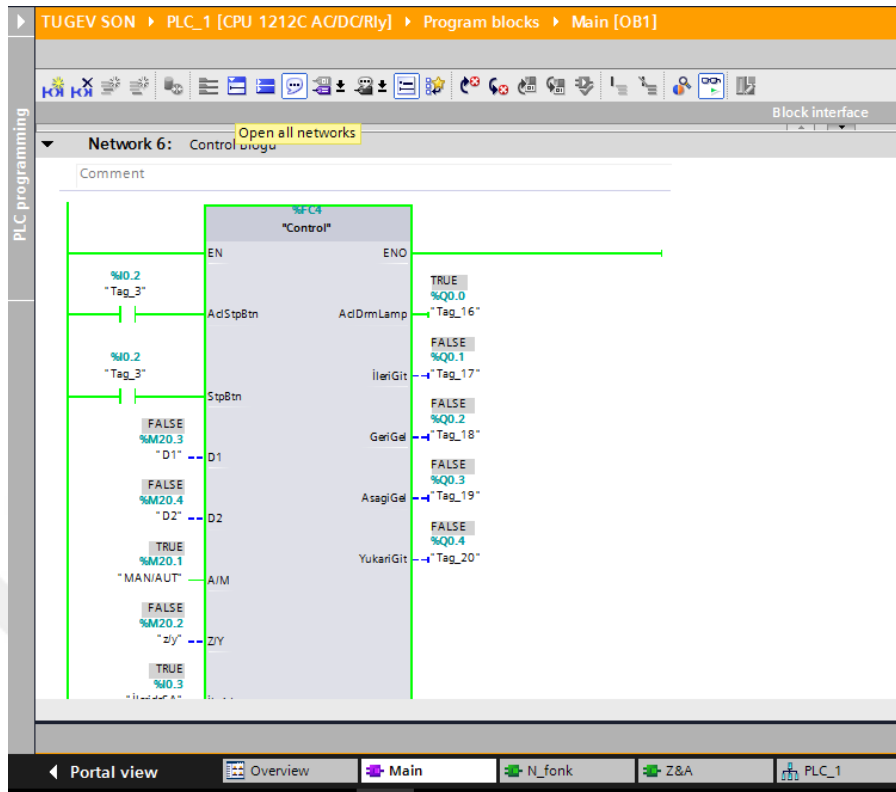 TUGEV SON ▸ PLC_1 [CPU 1212C AC/DC/Rly] ▸ Program blocks ▸ Main [OB1]
Block interface
Open all networks
PLC programming
Network 6: Control blogu
Comment
%FC4
"Control"
EN ENO
%I0.2
"Tag_3"
AclStpBtn
AclDrmLamp
TRUE
%Q0.0
"Tag_16"
%I0.2
"Tag_3"
StpBtn
İleriGit
FALSE
%Q0.1
"Tag_17"
FALSE
%M20.3
"D1"
D1
GeriGel
FALSE
%Q0.2
"Tag_18"
FALSE
%M20.4
"D2"
D2
AsagiGel
FALSE
%Q0.3
"Tag_19"
TRUE
%M20.1
"MAN/AUT"
A/M
YukariGit
FALSE
%Q0.4
"Tag_20"
FALSE
%M20.2
"z/y"
Z/Y
TRUE
%I0.3
Portal view
Overview
Main
N_fonk
Z&A
PLC_1